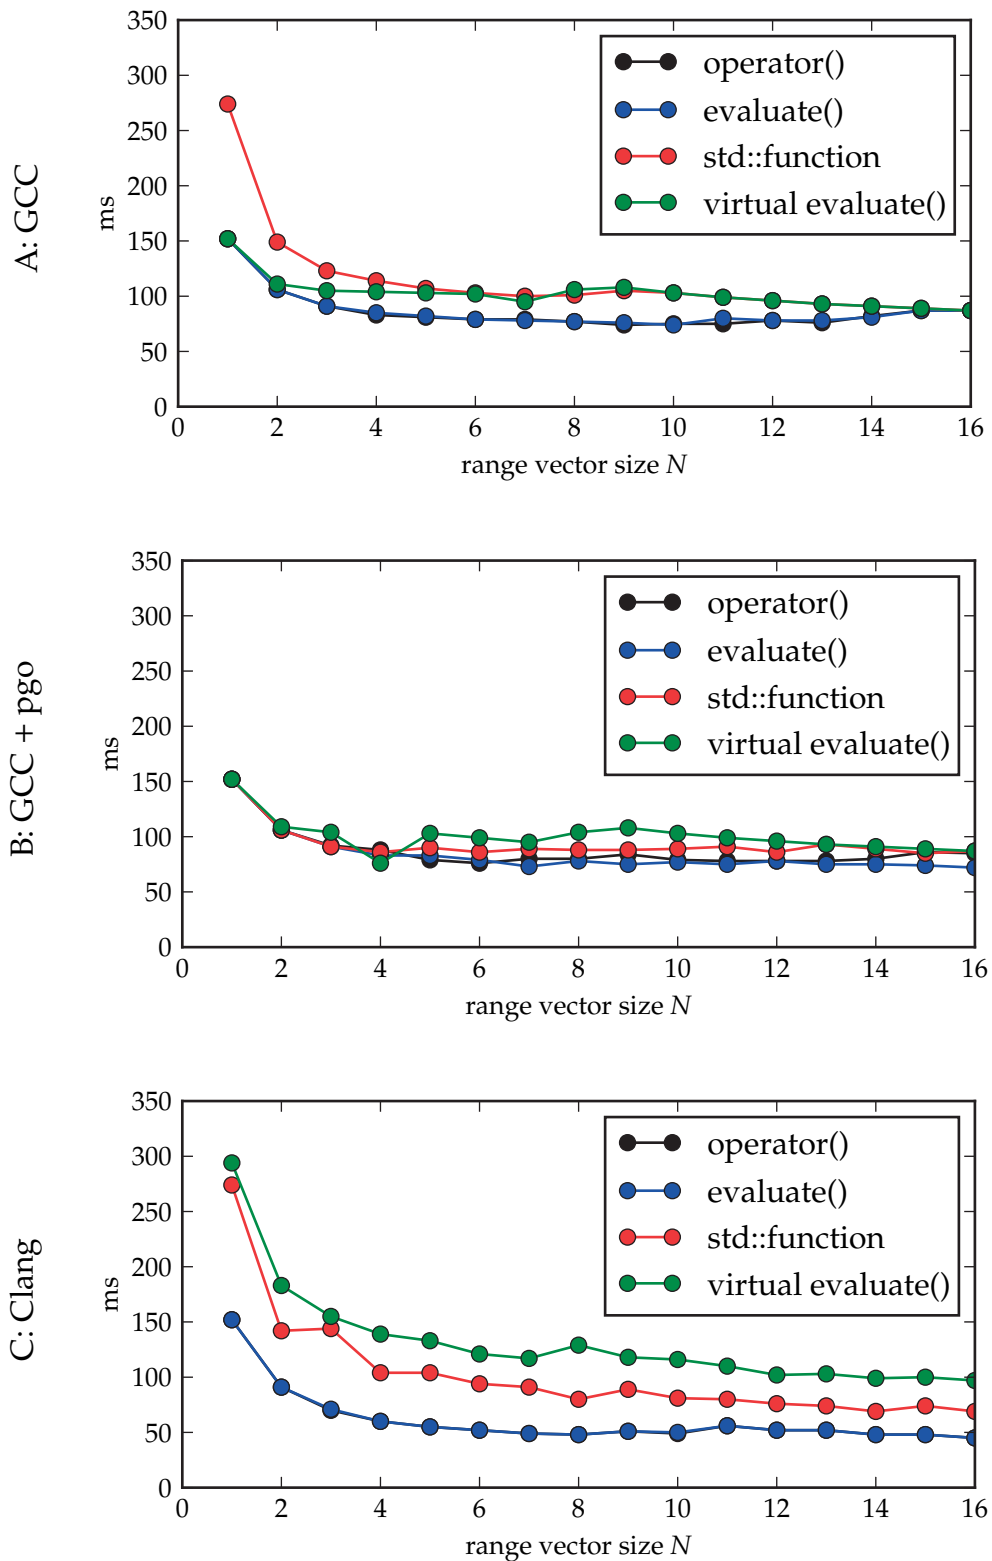 A: GCC
ms
350
300
250
200
150
100
50
0
operator()
evaluate()
std::function
virtual evaluate()
0 2 4 6 8 10 12 14 16
range vector size N
B: GCC + pgo
ms
350
300
250
200
150
100
50
0
operator()
evaluate()
std::function
virtual evaluate()
0 2 4 6 8 10 12 14 16
range vector size N
C: Clang
ms
350
300
250
200
150
100
50
0
operator()
evaluate()
std::function
virtual evaluate()
0 2 4 6 8 10 12 14 16
range vector size N